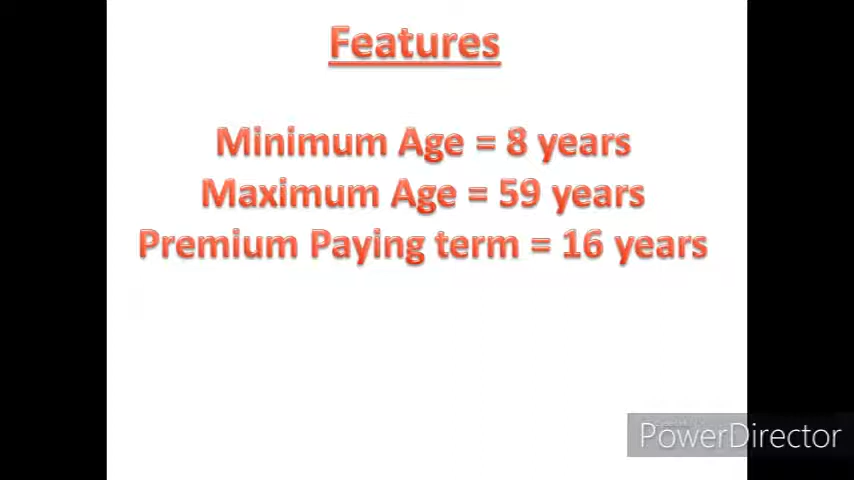 Features
Minimum Age = 8 years
Maximum Age = 59 years
Premium Paying term = 16 years
PowerDirector